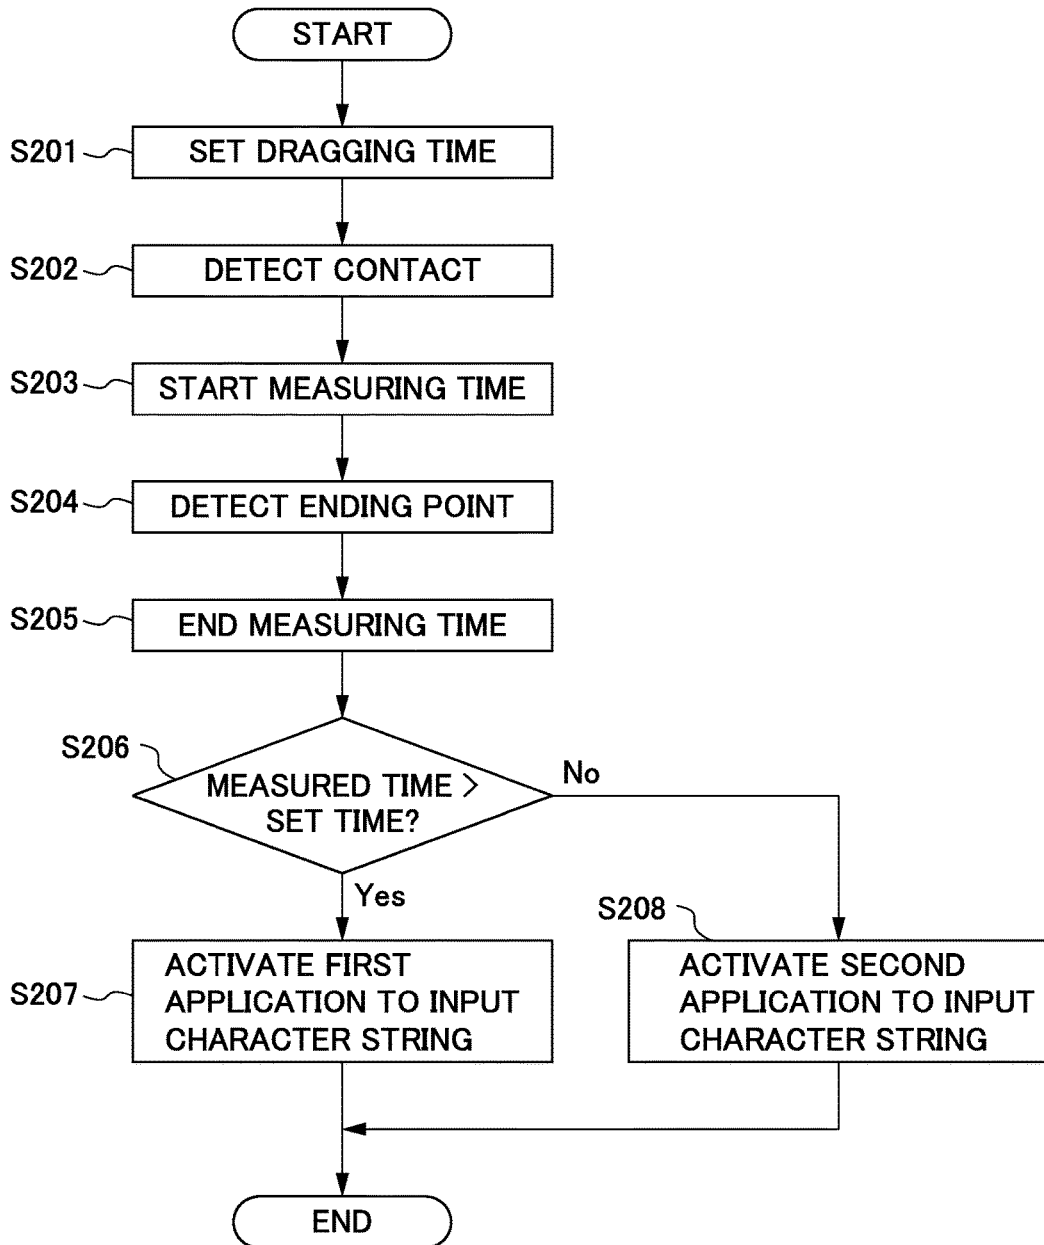 START
S201
SET DRAGGING TIME
S202
DETECT CONTACT
S203
START MEASURING TIME
S204
DETECT ENDING POINT
S205
END MEASURING TIME
S206
MEASURED TIME >
SET TIME?
No
Yes
S207
ACTIVATE FIRST
APPLICATION TO INPUT
CHARACTER STRING
S208
ACTIVATE SECOND
APPLICATION TO INPUT
CHARACTER STRING
END